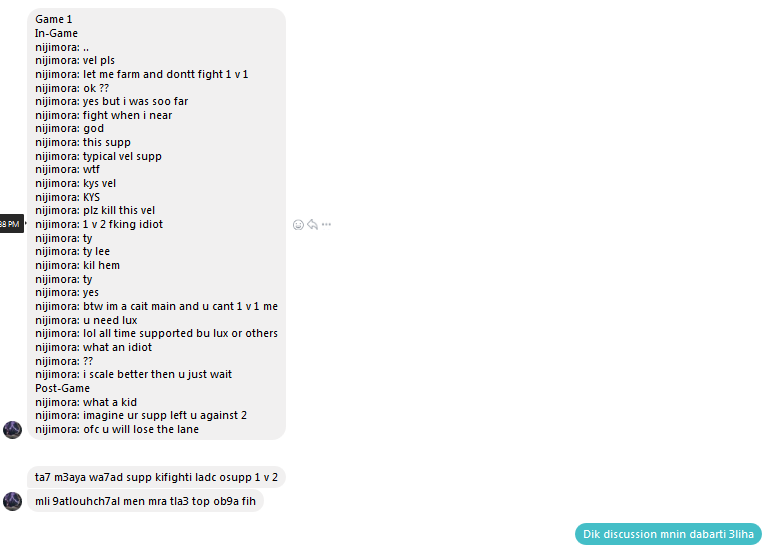 Game 1
In-Game
nijimora: ..
nijimora: vel pls
nijimora: let me farm and dontt fight 1 v 1
nijimora: ok ??
nijimora: yes but i was soo far
nijimora: fight when i near
nijimora: god
nijimora: this supp
nijimora: typical vel supp
nijimora: wtf
nijimora: kys vel
nijimora: KYS
nijimora: plz kill this vel
nijimora: 1 v 2 fking idiot
nijimora: ty
nijimora: ty lee
nijimora: kil hem
nijimora: ty
nijimora: yes
nijimora: btw im a cait main and u cant 1 v 1 me
nijimora: u need lux
nijimora: lol all time supported bu lux or others
nijimora: what an idiot
nijimora: ??
nijimora: i scale better then u just wait
Post-Game
nijimora: what a kid
nijimora: imagine ur supp left u against 2
nijimora: ofc u will lose the lane
ta7 m3aya wa7ad supp kifighti ladc osupp 1 v 2
mli 9atlouhch7al men mra tla3 top ob9a fih
Dik discussion mnin dabarti 3liha